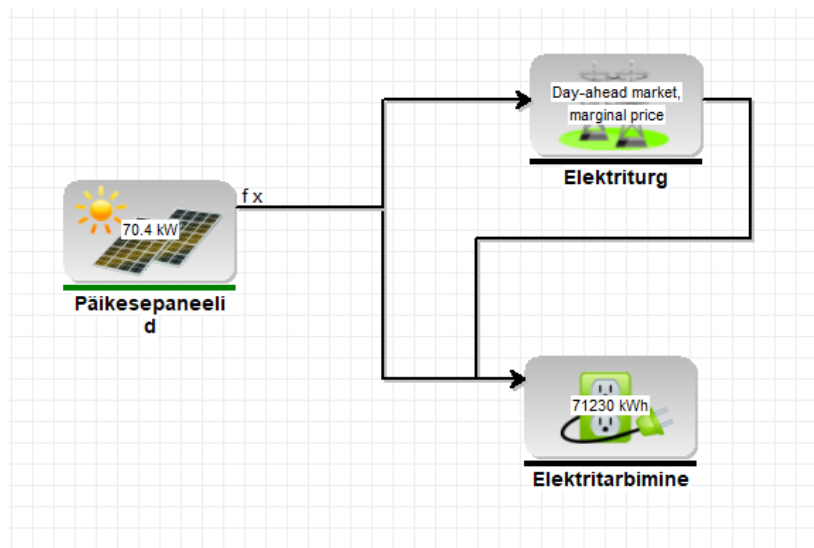 Day-ahead market,
marginal price
Elektriturg
f x
70.4 kW
Päikesepaneeli
d
71230 kWh
Elektritarbimine